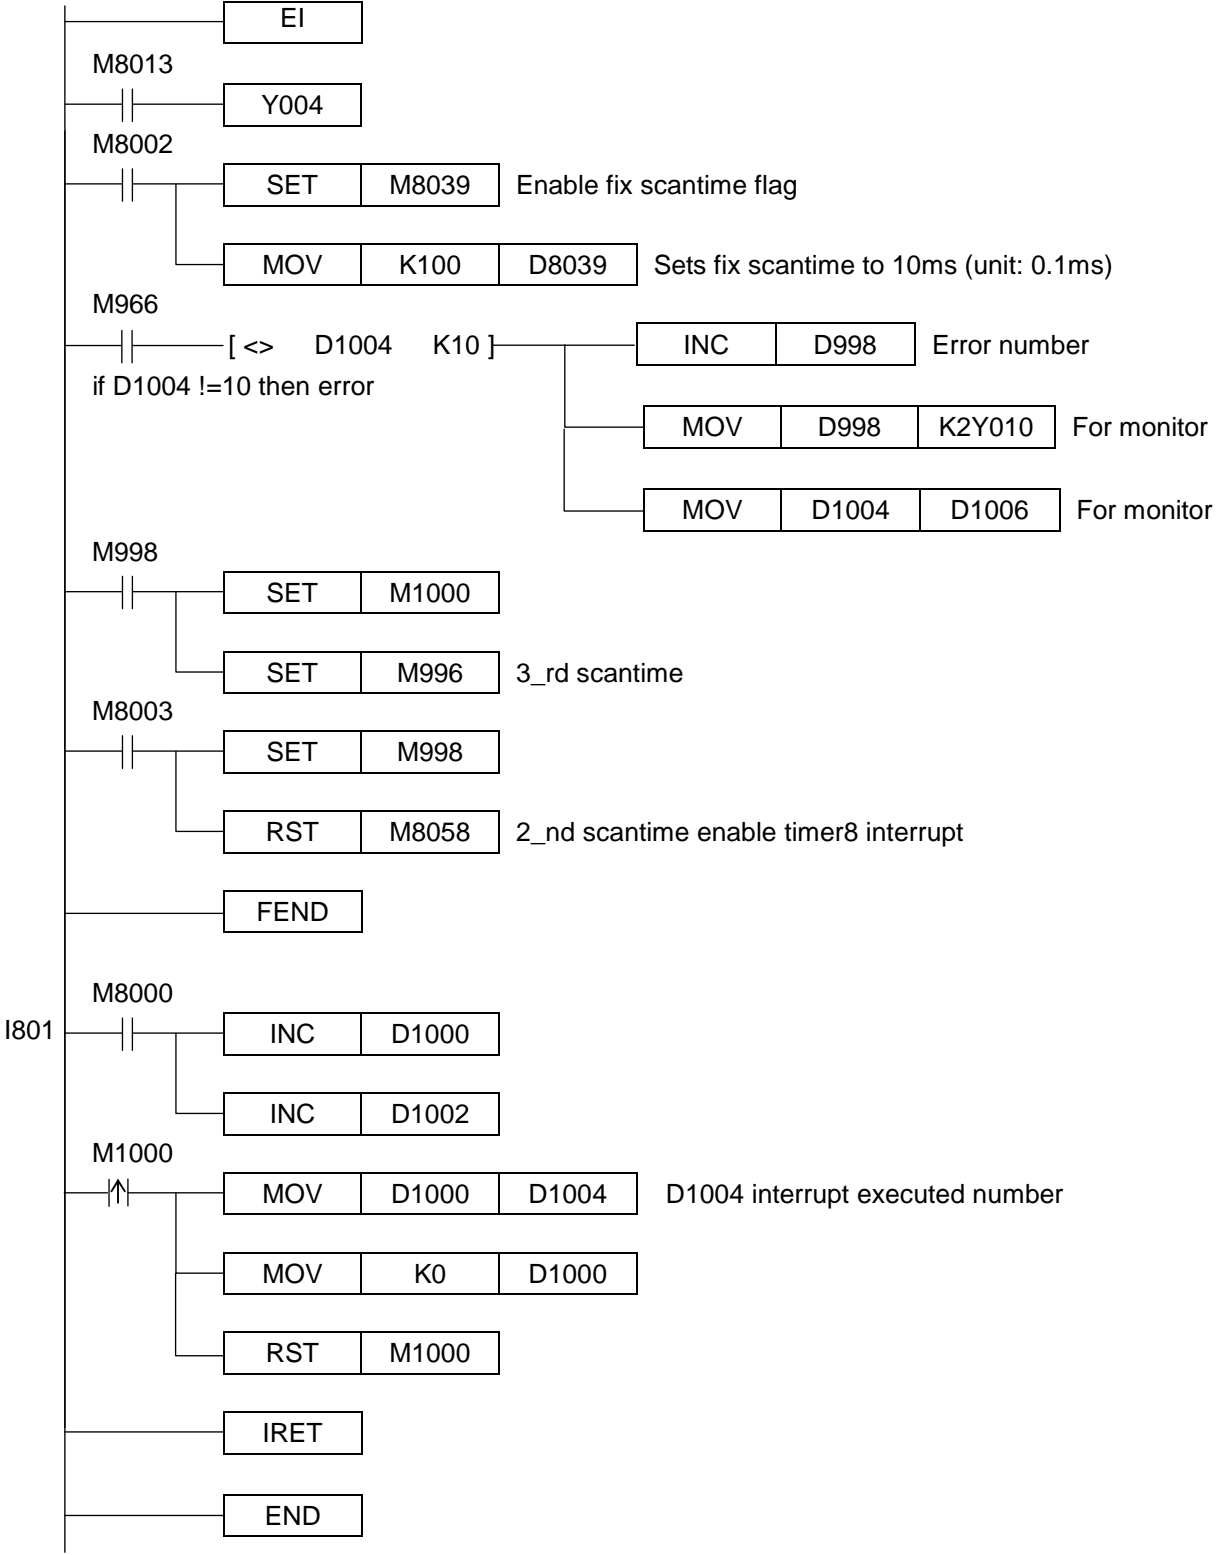 EI
M8013
Y004
M8002
SET M8039 Enable fix scantime flag
MOV K100 D8039 Sets fix scantime to 10ms (unit: 0.1ms)
M966
[ <> D1004 K10 ] INC D998 Error number
if D1004 !=10 then error
MOV D998 K2Y010 For monitor
MOV D1004 D1006 For monitor
M998
SET M1000
SET M996 3_rd scantime
M8003
SET M998
RST M8058 2_nd scantime enable timer8 interrupt
FEND
M8000
I801 INC D1000
INC D1002
M1000
MOV D1000 D1004 D1004 interrupt executed number
MOV K0 D1000
RST M1000
IRET
END